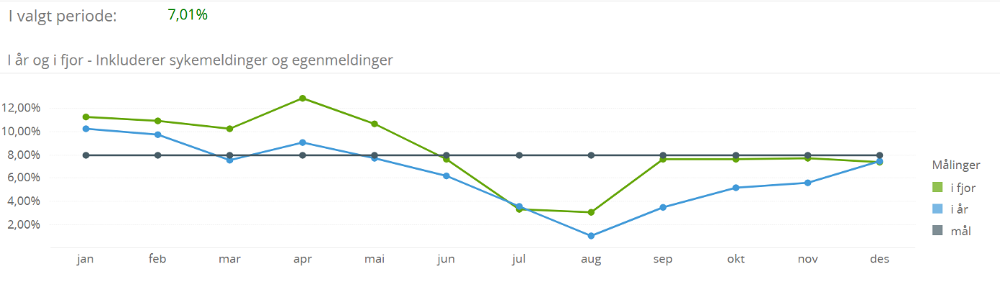 I valgt periode: 7,01%
I år og i fjor - Inkluderer sykemeldinger og egenmeldinger
12,00%
10,00%
8,00%
6,00%
4,00%
2,00%
jan feb mar apr mai jun jul aug sep okt nov des
Målinger
i fjor
i år
mål